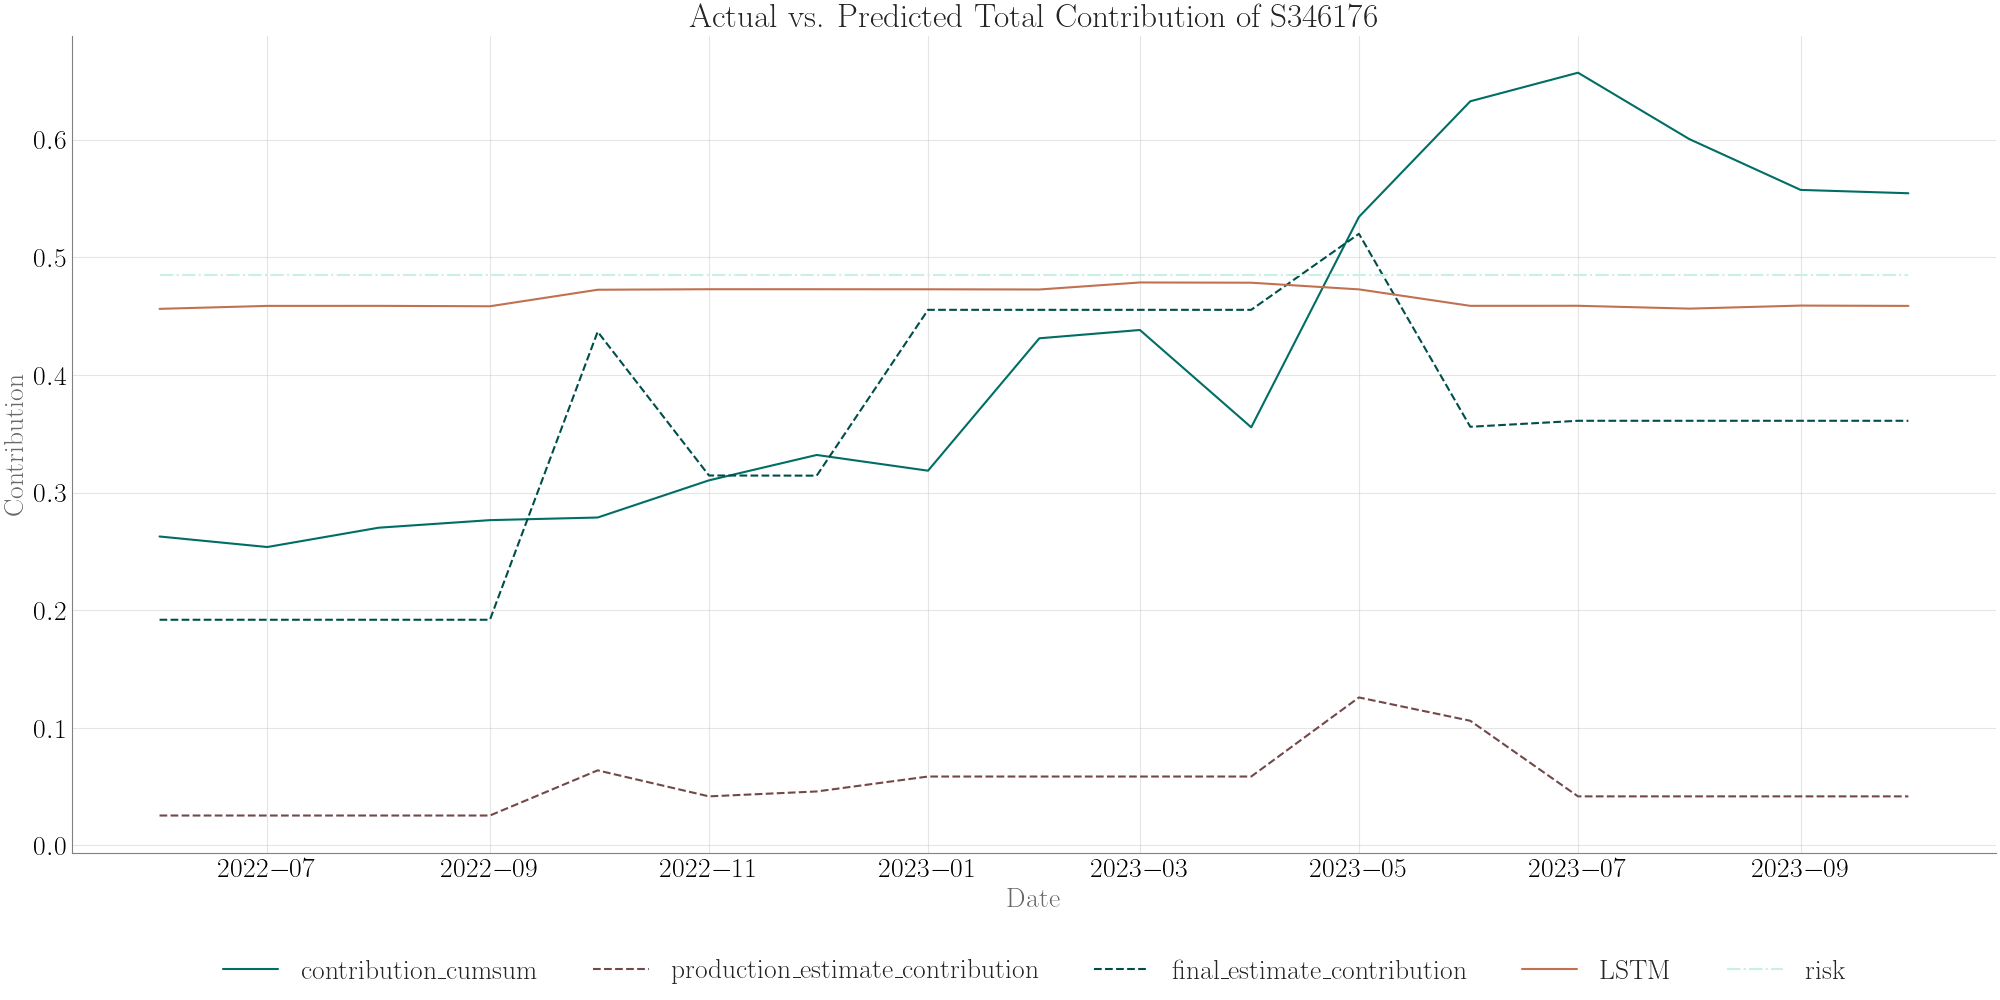 Actual vs. Predicted Total Contribution of S346176
Contribution
0.6
0.5
0.4
0.3
0.2
0.1
0.0
2022−07 2022−09 2022−11 2023−01 2023−03 2023−05 2023−07 2023−09
Date
contribution_cumsum production_estimate_contribution final_estimate_contribution LSTM risk